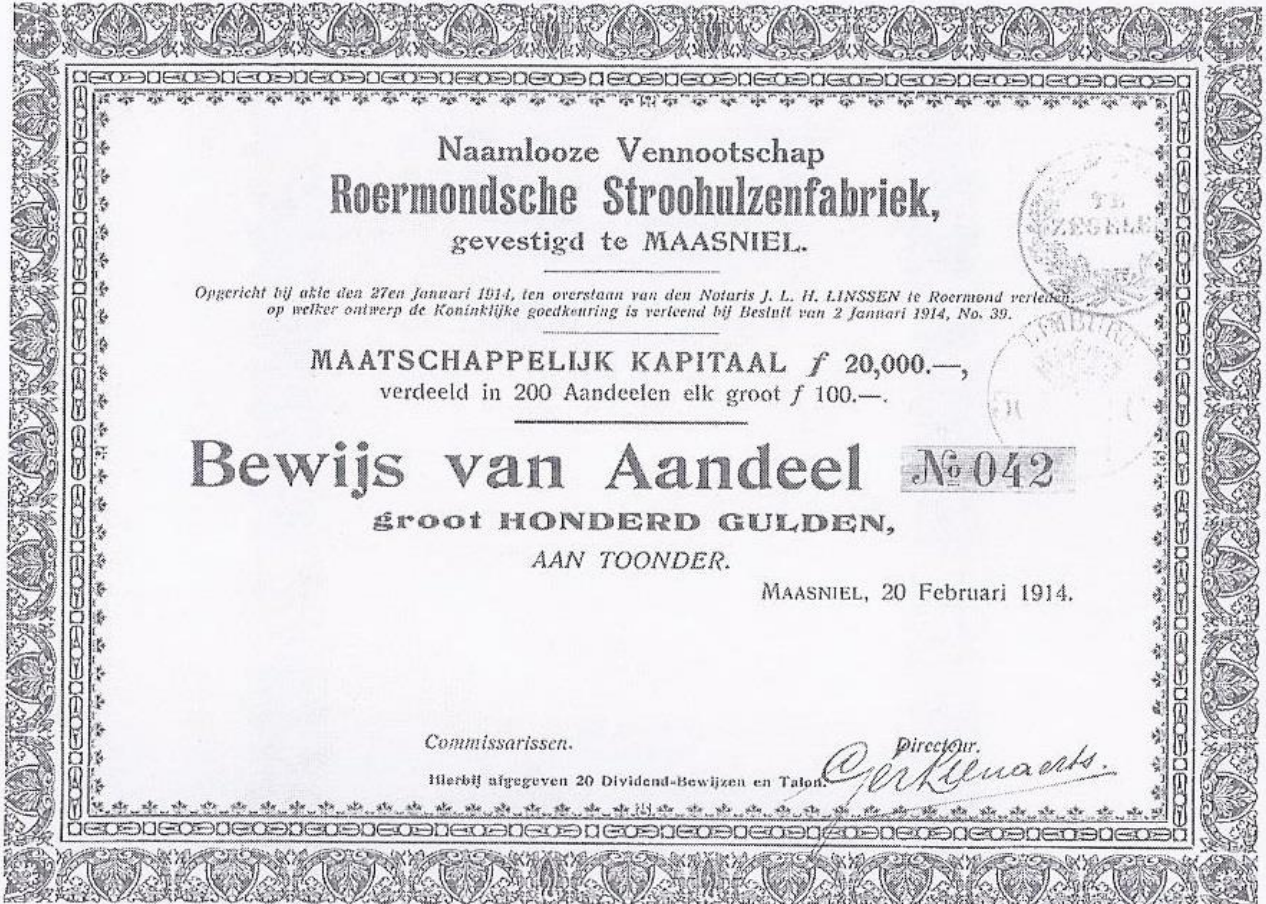 Naamlooze Vennootschap
Roermondsche Stroohulzenfabriek,
gevestigd te MAASNIEL.
Opgericht bij akte den 27en Januari 1914, ten overstaan van den Notaris J. L. H. LINSSEN te Roermond verleden,
op welker ontwerp de Koninklijke goedkeuring is verleend bij Besluit van 2 Januari 1914, No. 39.
MAATSCHAPPELIJK KAPITAAL ƒ 20,000.—,
verdeeld in 200 Aandeelen elk groot ƒ 100.—.
Bewijs van Aandeel № 042
groot HONDERD GULDEN,
AAN TOONDER.
MAASNIEL, 20 Februari 1914.
Commissarissen.
Directeur.
Hierbij afgegeven 20 Dividend-Bewijzen en Talon.
ZEGELE
LIMBURG